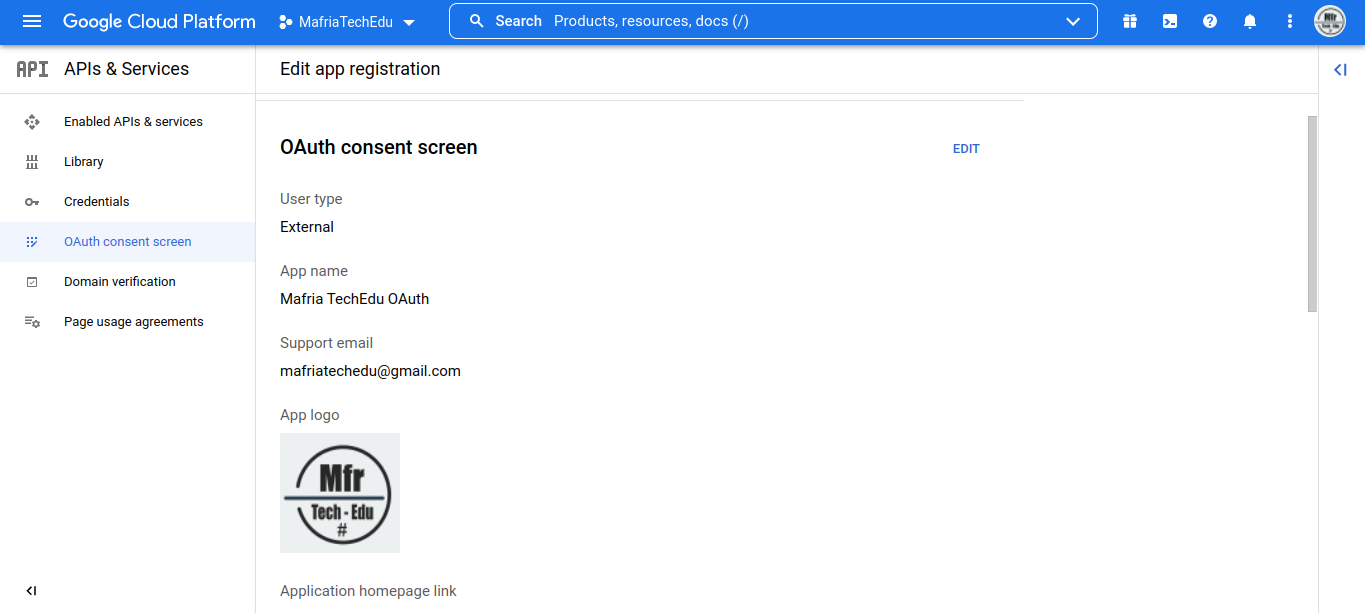 Google Cloud Platform MafriaTechEdu Search Products, resources, docs (/)
API APIs & Services
Edit app registration
Enabled APIs & services
Library
Credentials
OAuth consent screen
Domain verification
Page usage agreements
OAuth consent screen EDIT
User type
External
App name
Mafria TechEdu OAuth
Support email
mafriatechedu@gmail.com
App logo
Mfr
Tech - Edu
#
Application homepage link